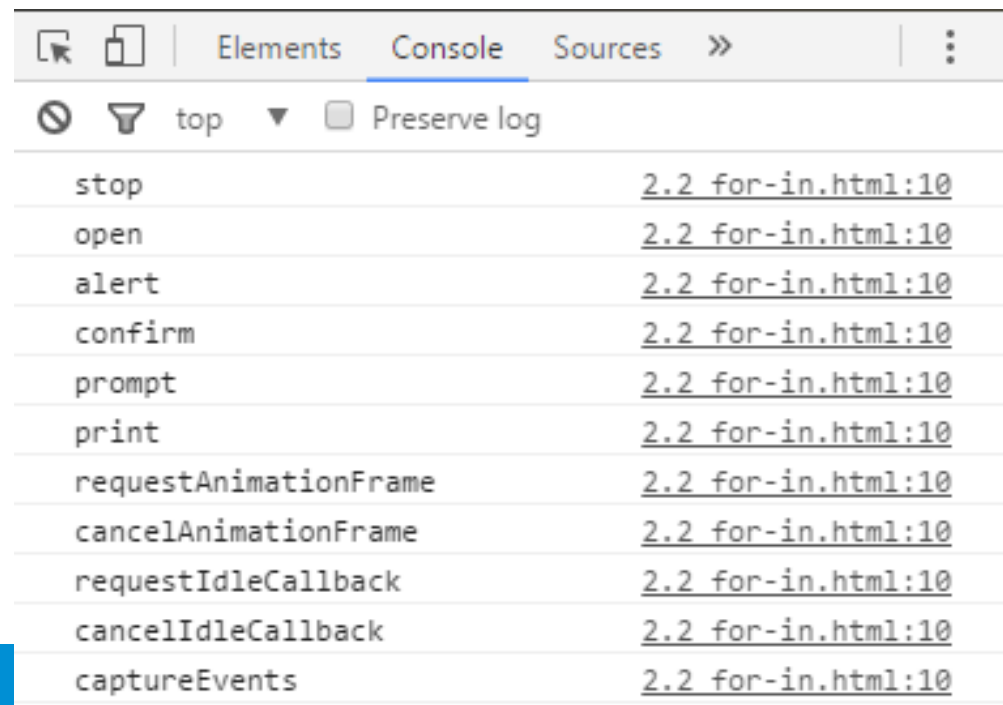 Elements Console Sources »
top ▼ Preserve log
stop 2.2 for-in.html:10
open 2.2 for-in.html:10
alert 2.2 for-in.html:10
confirm 2.2 for-in.html:10
prompt 2.2 for-in.html:10
print 2.2 for-in.html:10
requestAnimationFrame 2.2 for-in.html:10
cancelAnimationFrame 2.2 for-in.html:10
requestIdleCallback 2.2 for-in.html:10
cancelIdleCallback 2.2 for-in.html:10
captureEvents 2.2 for-in.html:10